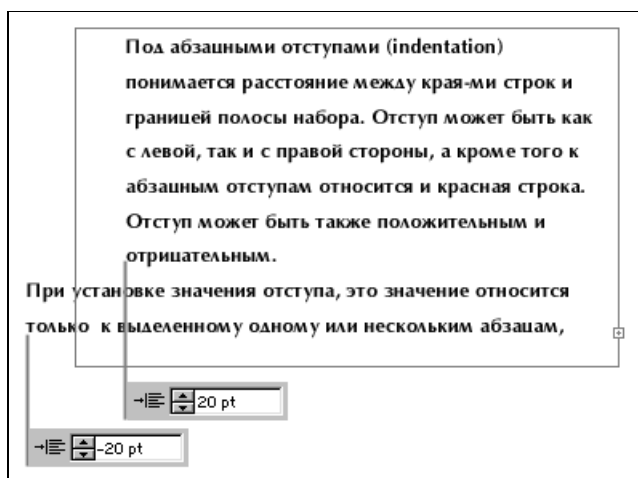 Под абзацными отступами (indentation)
понимается расстояние между края-ми строк и
границей полосы набора. Отступ может быть как
с левой, так и с правой стороны, а кроме того к
абзацным отступам относится и красная строка.
Отступ может быть также положительным и
отрицательным.
При установке значения отступа, это значение относится
только к выделенному одному или нескольким абзацам,
20 pt
-20 pt